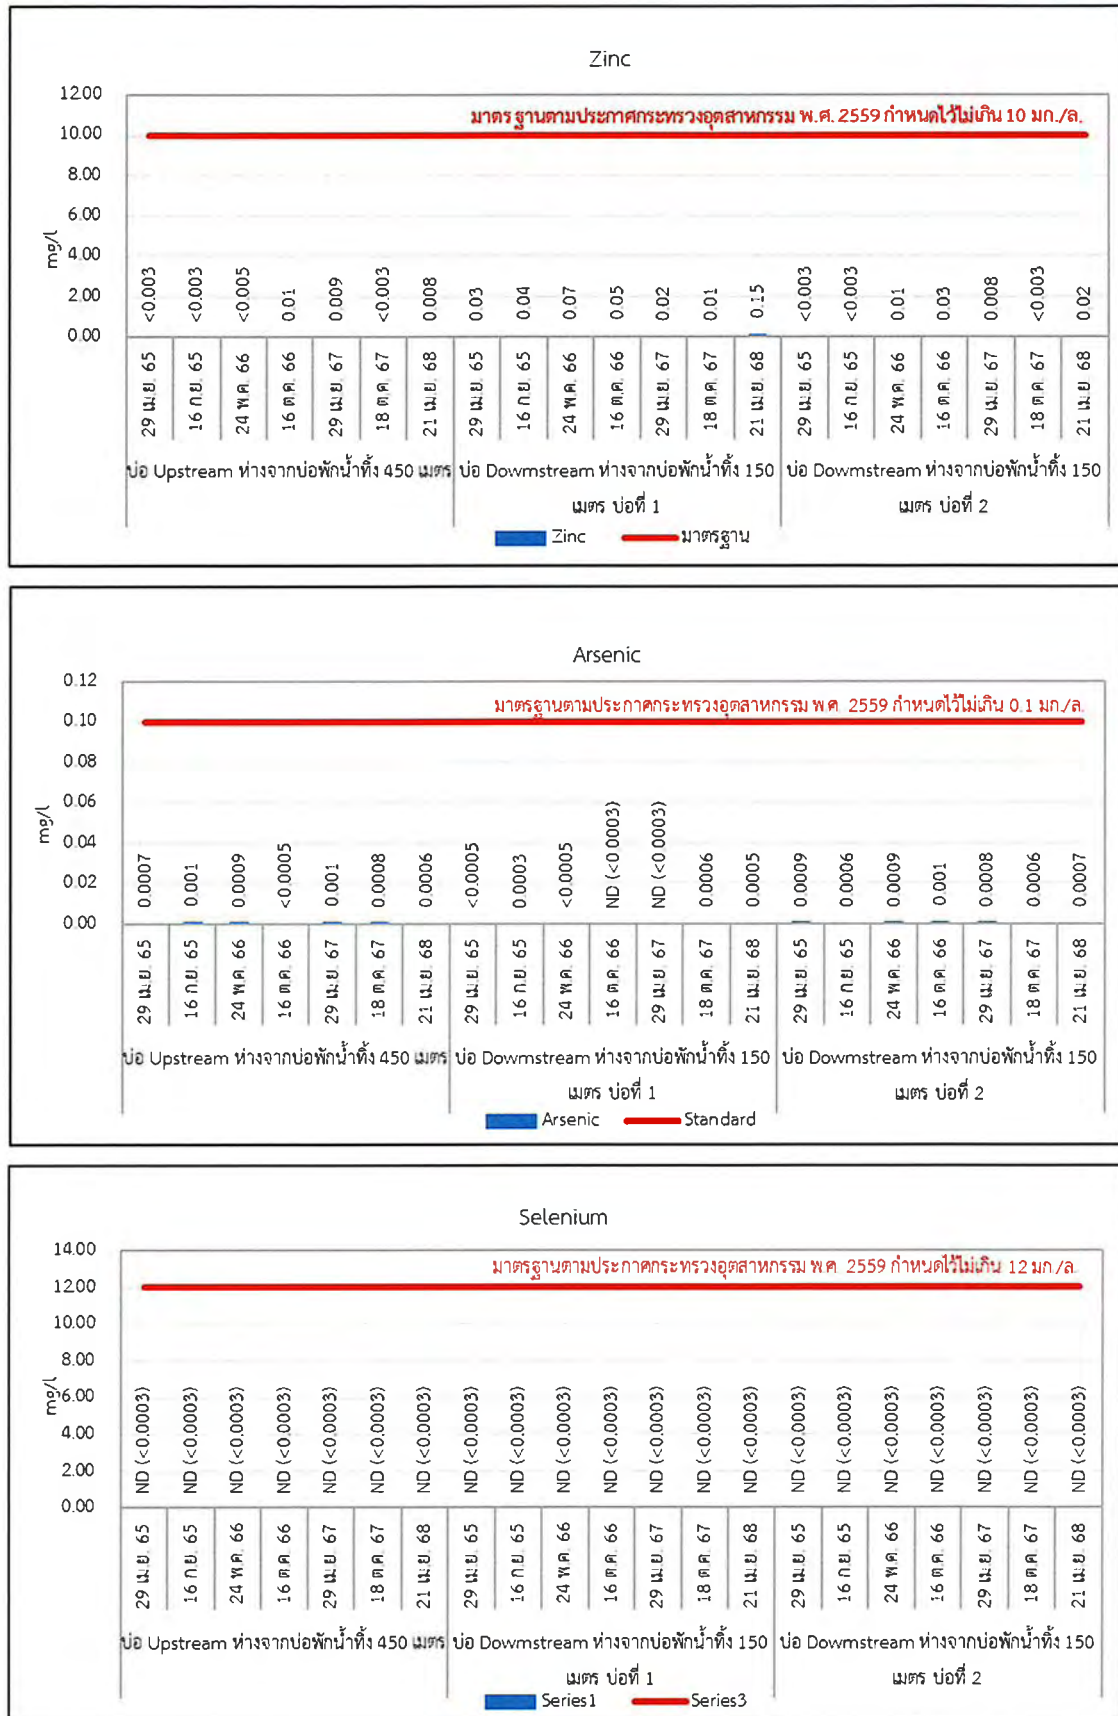 Zinc
มาตรฐานตามประกาศกระทรวงอุตสาหกรรม พ.ศ. 2559 กำหนดไว้ไม่เกิน 10 มก./ล.
12.00
10.00
8.00
6.00
4.00
2.00
0.00
mg/l
<0.003 <0.003 <0.005 0.01 0.009 <0.003 0.008 0.03 0.04 0.07 0.05 0.02 0.01 0.15 <0.003 <0.003 0.01 0.03 0.008 <0.003 0.02
29 เม.ย. 65 16 ก.ย. 65 24 พ.ค. 66 16 ต.ค. 66 29 เม.ย. 67 18 ต.ค. 67 21 เม.ย. 68 29 เม.ย. 65 16 ก.ย. 65 24 พ.ค. 66 16 ต.ค. 66 29 เม.ย. 67 18 ต.ค. 67 21 เม.ย. 68 29 เม.ย. 65 16 ก.ย. 65 24 พ.ค. 66 16 ต.ค. 66 29 เม.ย. 67 18 ต.ค. 67 21 เม.ย. 68
บ่อ Upstream ห่างจากบ่อพักน้ำทิ้ง 450 เมตร บ่อ Dowmstream ห่างจากบ่อพักน้ำทิ้ง 150 บ่อ Dowmstream ห่างจากบ่อพักน้ำทิ้ง 150
เมตร บ่อที่ 1 เมตร บ่อที่ 2
Zinc มาตรฐาน
Arsenic
มาตรฐานตามประกาศกระทรวงอุตสาหกรรม พ.ศ. 2559 กำหนดไว้ไม่เกิน 0.1 มก./ล.
0.12
0.10
0.08
0.06
0.04
0.02
0.00
mg/l
0.0007 0.001 0.0009 <0.0005 0.001 0.0008 0.0006 <0.0005 0.0003 <0.0005 ND (<0.0003) ND (<0.0003) 0.0006 0.0005 0.0009 0.0006 0.0009 0.001 0.0008 0.0006 0.0007
29 เม.ย. 65 16 ก.ย. 65 24 พ.ค. 66 16 ต.ค. 66 29 เม.ย. 67 18 ต.ค. 67 21 เม.ย. 68 29 เม.ย. 65 16 ก.ย. 65 24 พ.ค. 66 16 ต.ค. 66 29 เม.ย. 67 18 ต.ค. 67 21 เม.ย. 68 29 เม.ย. 65 16 ก.ย. 65 24 พ.ค. 66 16 ต.ค. 66 29 เม.ย. 67 18 ต.ค. 67 21 เม.ย. 68
บ่อ Upstream ห่างจากบ่อพักน้ำทิ้ง 450 เมตร บ่อ Dowmstream ห่างจากบ่อพักน้ำทิ้ง 150 บ่อ Dowmstream ห่างจากบ่อพักน้ำทิ้ง 150
เมตร บ่อที่ 1 เมตร บ่อที่ 2
Arsenic Standard
Selenium
มาตรฐานตามประกาศกระทรวงอุตสาหกรรม พ.ศ. 2559 กำหนดไว้ไม่เกิน 12 มก./ล.
14.00
12.00
10.00
8.00
6.00
4.00
2.00
0.00
mg/l
ND (<0.0003) ND (<0.0003) ND (<0.0003) ND (<0.0003) ND (<0.0003) ND (<0.0003) ND (<0.0003) ND (<0.0003) ND (<0.0003) ND (<0.0003) ND (<0.0003) ND (<0.0003) ND (<0.0003) ND (<0.0003) ND (<0.0003) ND (<0.0003) ND (<0.0003) ND (<0.0003) ND (<0.0003) ND (<0.0003) ND (<0.0003)
29 เม.ย. 65 16 ก.ย. 65 24 พ.ค. 66 16 ต.ค. 66 29 เม.ย. 67 18 ต.ค. 67 21 เม.ย. 68 29 เม.ย. 65 16 ก.ย. 65 24 พ.ค. 66 16 ต.ค. 66 29 เม.ย. 67 18 ต.ค. 67 21 เม.ย. 68 29 เม.ย. 65 16 ก.ย. 65 24 พ.ค. 66 16 ต.ค. 66 29 เม.ย. 67 18 ต.ค. 67 21 เม.ย. 68
บ่อ Upstream ห่างจากบ่อพักน้ำทิ้ง 450 เมตร บ่อ Dowmstream ห่างจากบ่อพักน้ำทิ้ง 150 บ่อ Dowmstream ห่างจากบ่อพักน้ำทิ้ง 150
เมตร บ่อที่ 1 เมตร บ่อที่ 2
Series1 Series3